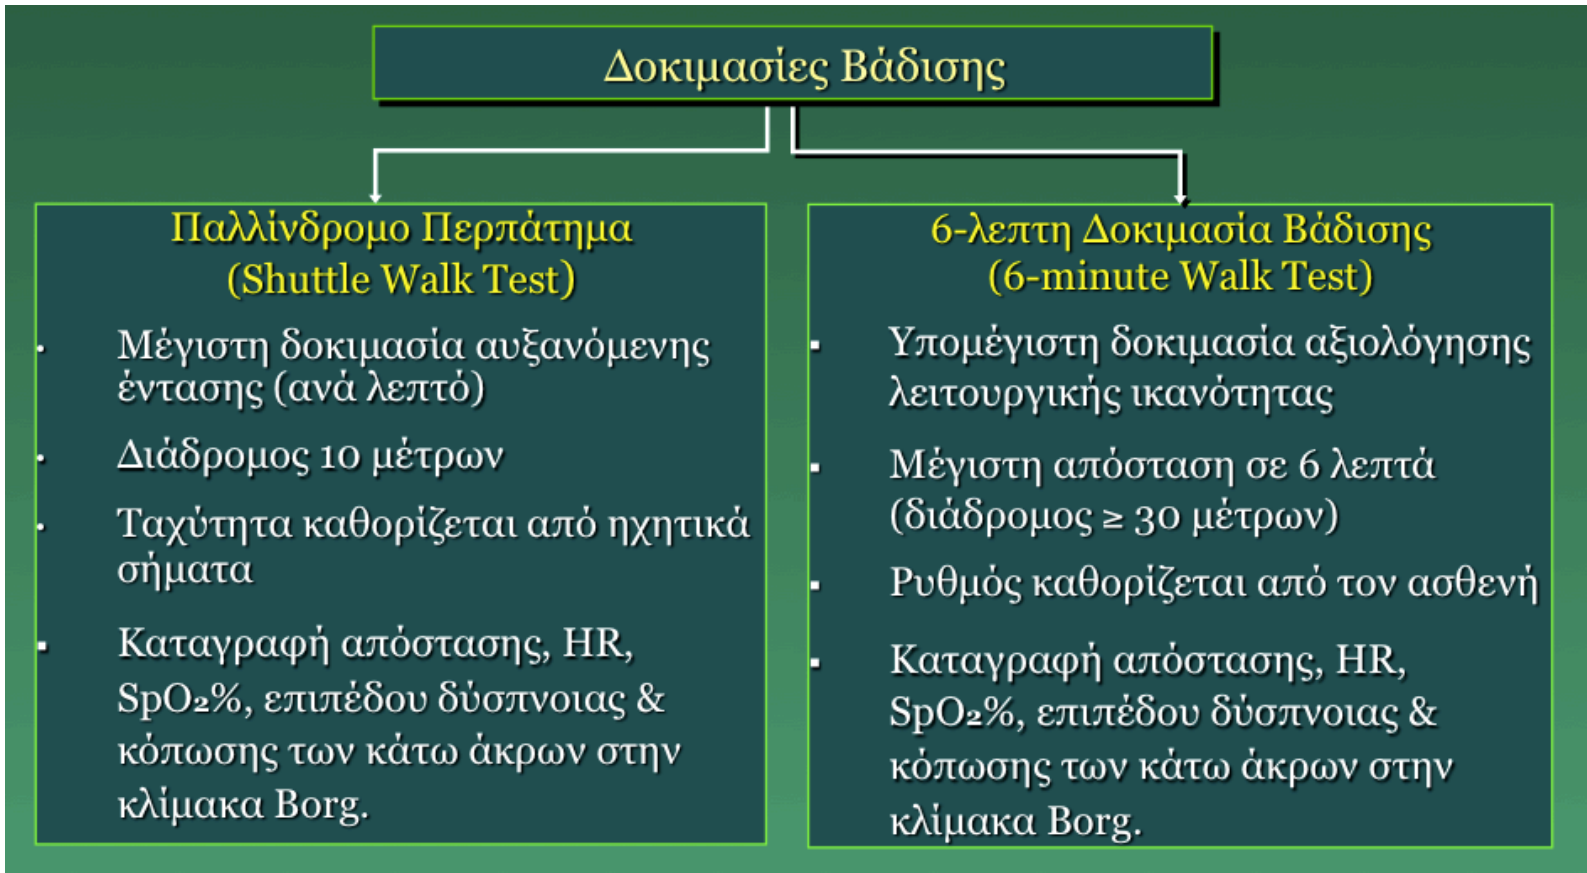 Δοκιμασίες Βάδισης
Παλλίνδρομο Περπάτημα
(Shuttle Walk Test)
· Μέγιστη δοκιμασία αυξανόμενης
έντασης (ανά λεπτό)
· Διάδρομος 10 μέτρων
· Ταχύτητα καθορίζεται από ηχητικά
σήματα
▪ Καταγραφή απόστασης, HR,
SpO₂%, επιπέδου δύσπνοιας &
κόπωσης των κάτω άκρων στην
κλίμακα Borg.
6-λεπτη Δοκιμασία Βάδισης
(6-minute Walk Test)
▪ Υπομέγιστη δοκιμασία αξιολόγησης
λειτουργικής ικανότητας
▪ Μέγιστη απόσταση σε 6 λεπτά
(διάδρομος ≥ 30 μέτρων)
▪ Ρυθμός καθορίζεται από τον ασθενή
▪ Καταγραφή απόστασης, HR,
SpO₂%, επιπέδου δύσπνοιας &
κόπωσης των κάτω άκρων στην
κλίμακα Borg.